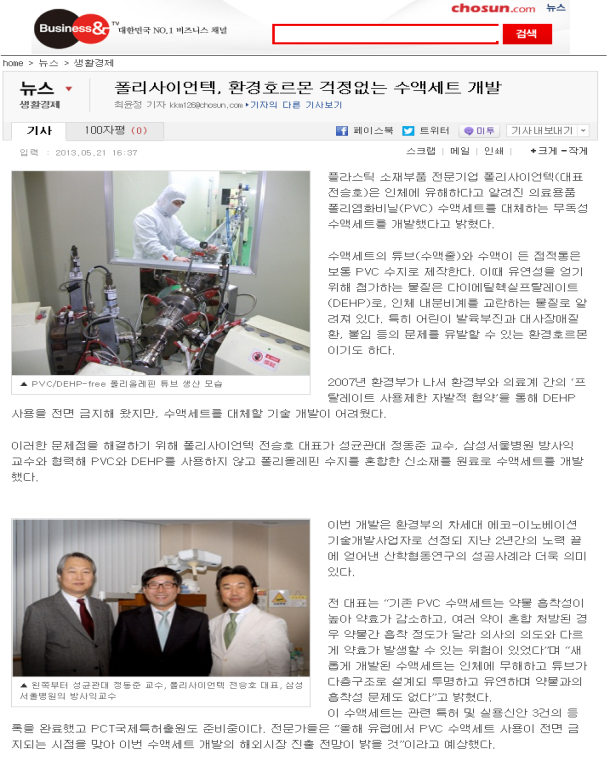 chosun.com 뉴스
Business& TV 대한민국 NO.1 비즈니스 채널
검색
home > 뉴스 > 생활경제
뉴스 폴리사이언텍, 환경호르몬 걱정없는 수액세트 개발
생활경제 최윤정 기자 kkm1260@chosun.com 기자의 다른 기사보기
기사 100자평 (0) 페이스북 트위터 미투 기사내보내기
입력 : 2013.05.21 16:37 스크랩 | 메일 | 인쇄 | +크게 -작게
플라스틱 소재부품 전문기업 폴리사이언텍(대표
전승호)은 인체에 유해하다고 알려진 의료용품
폴리염화비닐(PVC) 수액세트를 대체하는 무독성
수액세트를 개발했다고 밝혔다.
수액세트의 튜브(수액줄)와 수액이 든 점적통은
보통 PVC 수지로 제작한다. 이때 유연성을 얻기
위해 첨가하는 물질은 다이에틸헥실프탈레이트
(DEHP)로, 인체 내분비계를 교란하는 물질로 알
려져 있다. 특히 어린이 발육부진과 대사장애질
환, 불임 등의 문제를 유발할 수 있는 환경호르몬
이기도 하다.
▲ PVC/DEHP-free 폴리올레핀 튜브 생산 모습
2007년 환경부가 나서 환경부와 의료계 간의 ‘프
탈레이트 사용제한 자발적 협약’을 통해 DEHP
사용을 전면 금지해 왔지만, 수액세트를 대체할 기술 개발이 어려웠다.
이러한 문제점을 해결하기 위해 폴리사이언텍 전승호 대표가 성균관대 정동준 교수, 삼성서울병원 방사익
교수와 협력해 PVC와 DEHP를 사용하지 않고 폴리올레핀 수지를 혼합한 신소재를 원료로 수액세트를 개발
했다.
이번 개발은 환경부의 차세대 에코-이노베이션
기술개발사업자로 선정되 지난 2년간의 노력 끝
에 얻어낸 산학협동연구의 성공사례라 더욱 의미
있다.
전 대표는 “기존 PVC 수액세트는 약물 흡착성이
높아 약효가 감소하고, 여러 약이 혼합 처방된 경
우 약물간 흡착 정도가 달라 의사의 의도와 다르
게 약효가 발생할 수 있는 위험이 있었다”며 “새
롭게 개발된 수액세트는 인체에 무해하고 튜브가
다층구조로 설계되 투명하고 유연하며 약물과의
흡착성 문제도 없다”고 밝혔다.
▲ 왼쪽부터 성균관대 정동준 교수, 폴리사이언텍 전승호 대표, 삼성
서울병원의 방사익교수
이 수액세트는 관련 특허 및 실용신안 3건의 등
록을 완료했고 PCT국제특허출원도 준비중이다. 전문가들은 “올해 유럽에서 PVC 수액세트 사용이 전면 금
지되는 시점을 맞아 이번 수액세트 개발의 해외시장 진출 전망이 밝을 것”이라고 예상했다.